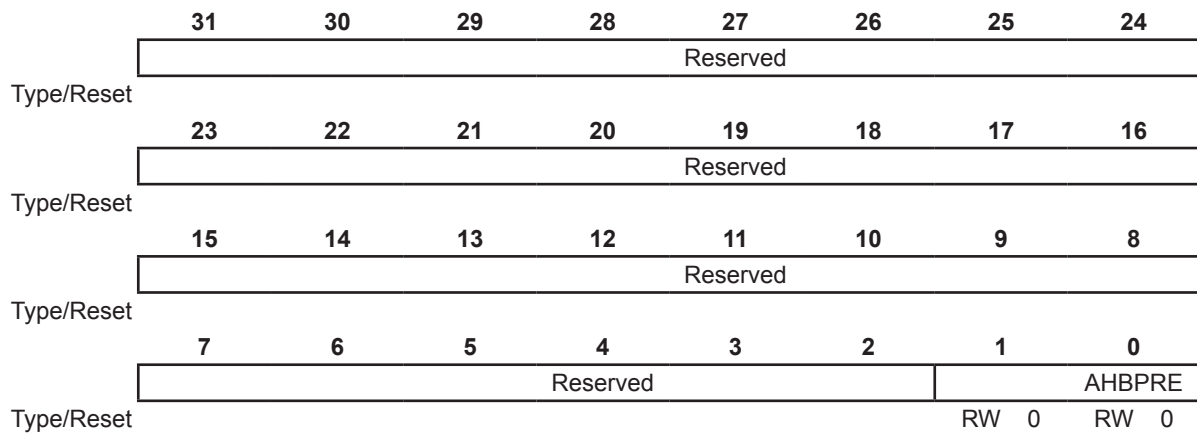 31 30 29 28 27 26 25 24
Reserved
Type/Reset
23 22 21 20 19 18 17 16
Reserved
Type/Reset
15 14 13 12 11 10 9 8
Reserved
Type/Reset
7 6 5 4 3 2 1 0
Reserved AHBPRE
Type/Reset RW 0 RW 0